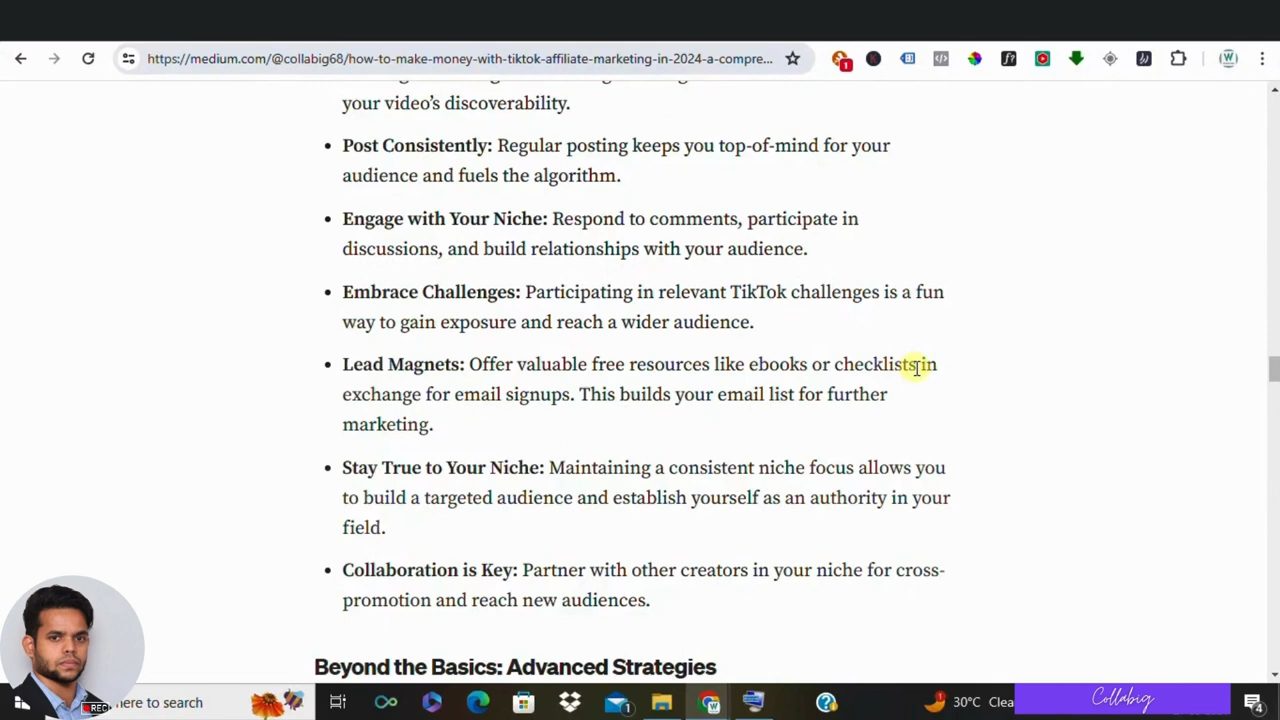 https://medium.com/@collabig68/how-to-make-money-with-tiktok-affiliate-marketing-in-2024-a-compre...
1
your video's discoverability.
• Post Consistently: Regular posting keeps you top-of-mind for your
audience and fuels the algorithm.
• Engage with Your Niche: Respond to comments, participate in
discussions, and build relationships with your audience.
• Embrace Challenges: Participating in relevant TikTok challenges is a fun
way to gain exposure and reach a wider audience.
• Lead Magnets: Offer valuable free resources like ebooks or checklists in
exchange for email signups. This builds your email list for further
marketing.
• Stay True to Your Niche: Maintaining a consistent niche focus allows you
to build a targeted audience and establish yourself as an authority in your
field.
• Collaboration is Key: Partner with other creators in your niche for cross-
promotion and reach new audiences.
Beyond the Basics: Advanced Strategies
REC here to search 1 1 30°C Clea Collabig 4